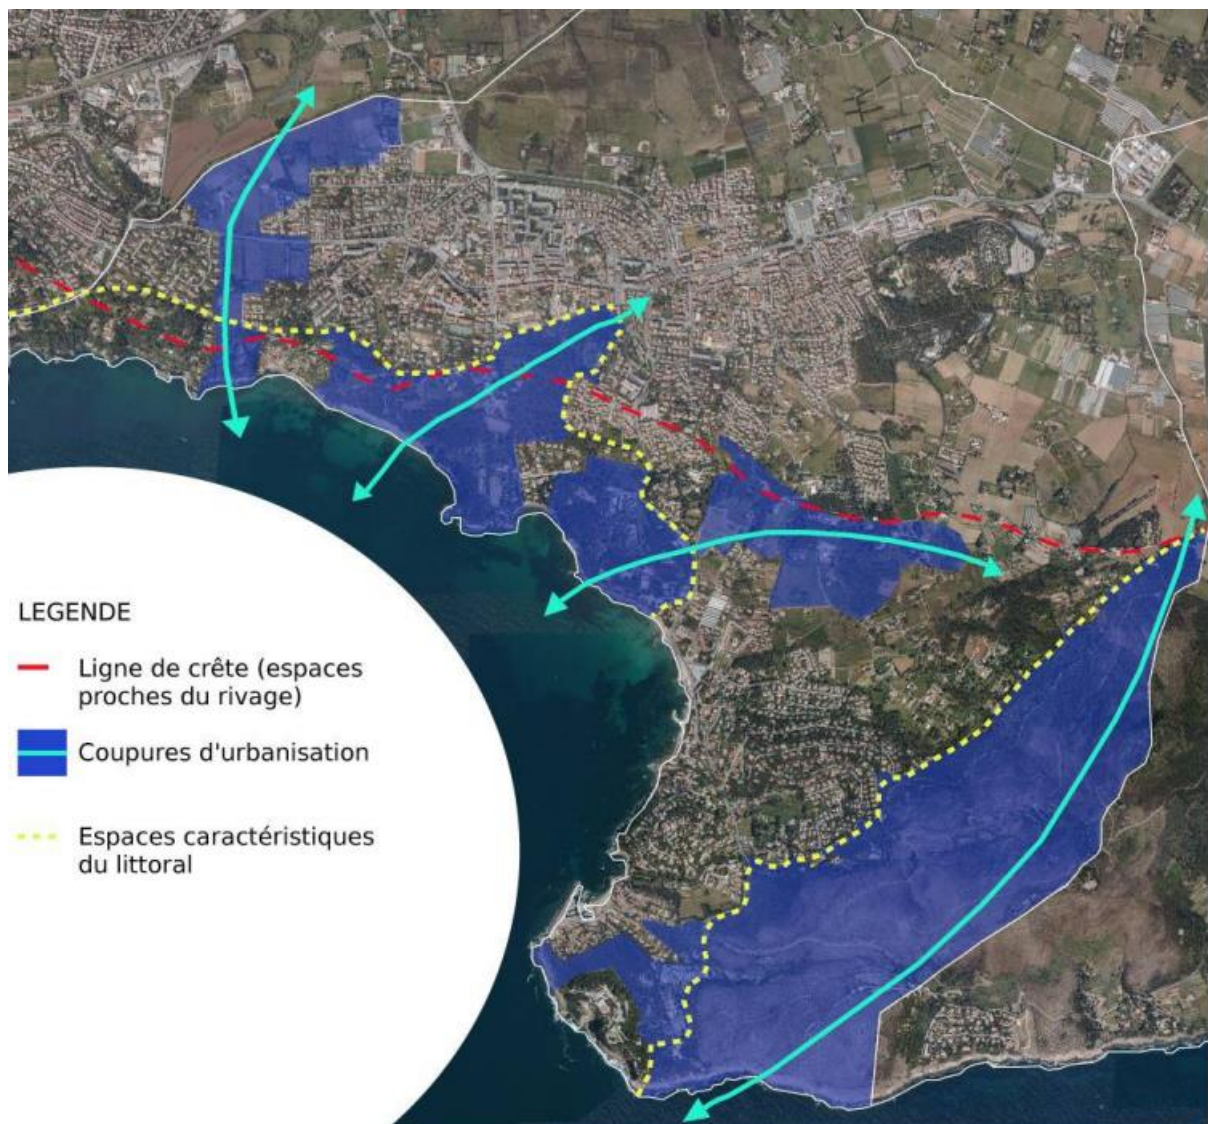 LEGENDE
Ligne de crête (espaces
proches du rivage)
Coupures d'urbanisation
Espaces caractéristiques
du littoral